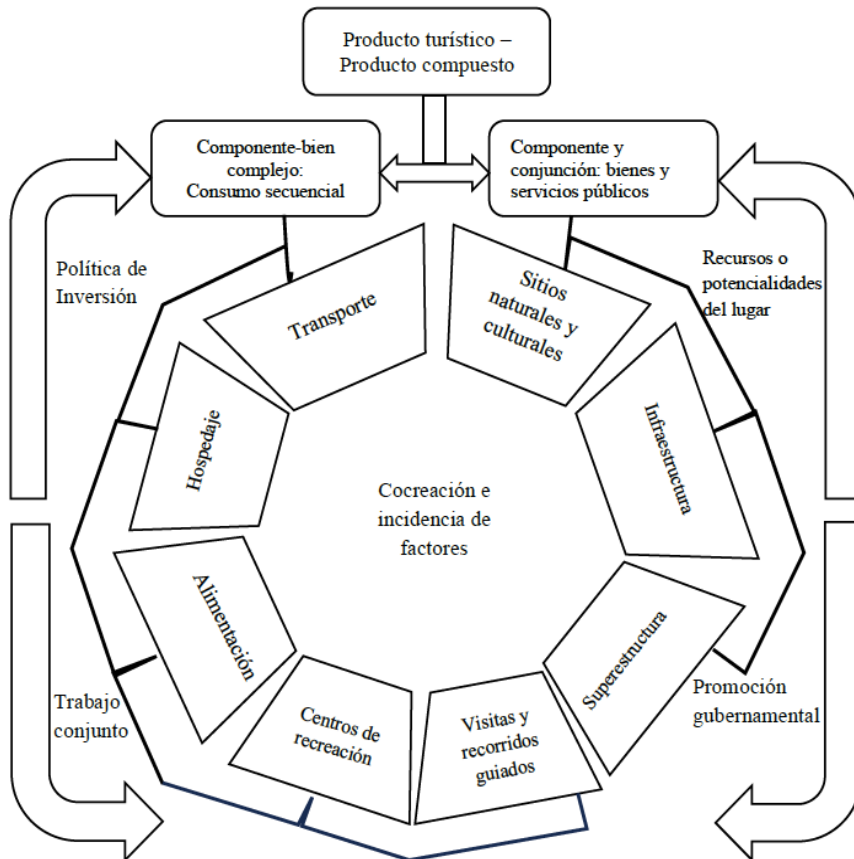 Producto turístico –
Producto compuesto
Componente-bien
complejo:
Consumo secuencial
Componente y
conjunción: bienes y
servicios públicos
Política de
Inversión
Recursos o
potencialidades
del lugar
Transporte
Sitios
naturales y
culturales
Hospedaje
Infraestructura
Cocreación e
incidencia de
factores
Alimentación
Superestructura
Centros de
recreación
Visitas y
recorridos
guiados
Trabajo
conjunto
Promoción
gubernamental